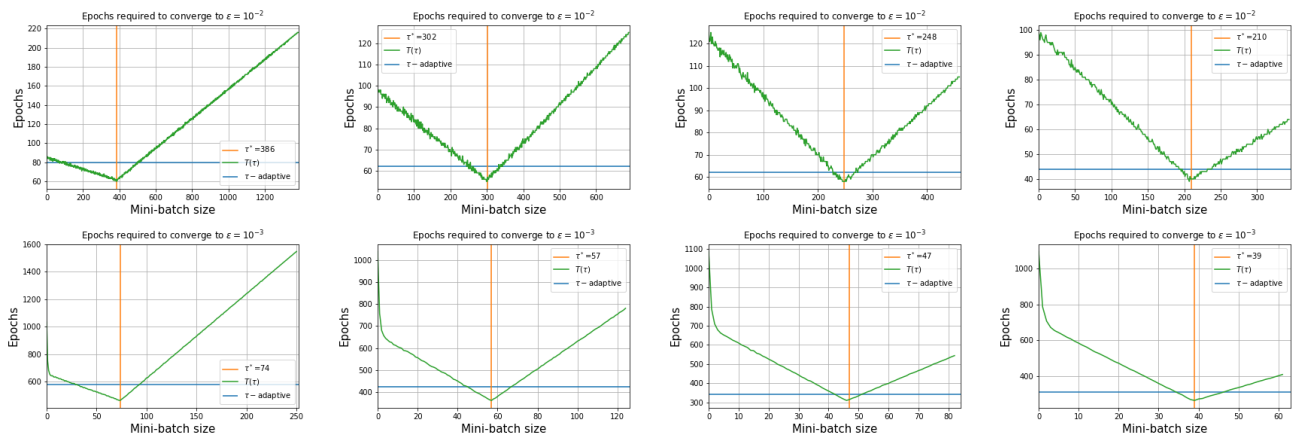 Epochs required to converge to ε = 10⁻²
Epochs
220
200
180
160
140
120
100
80
60
0
200
400
600
800
1000
1200
τ* =386
T(τ)
τ − adaptive
Mini-batch size
Epochs required to converge to ε = 10⁻²
Epochs
120
110
100
90
80
70
60
0
100
200
300
400
500
600
τ* =302
T(τ)
τ − adaptive
Mini-batch size
Epochs required to converge to ε = 10⁻²
Epochs
120
110
100
90
80
70
60
0
100
200
300
400
τ* =248
T(τ)
τ − adaptive
Mini-batch size
Epochs required to converge to ε = 10⁻²
Epochs
100
90
80
70
60
50
40
0
50
100
150
200
250
300
τ* =210
T(τ)
τ − adaptive
Mini-batch size
Epochs required to converge to ε = 10⁻³
Epochs
1600
1400
1200
1000
800
600
0
50
100
150
200
250
τ* =74
T(τ)
τ − adaptive
Mini-batch size
Epochs required to converge to ε = 10⁻³
Epochs
1000
900
800
700
600
500
400
0
20
40
60
80
100
120
τ* =57
T(τ)
τ − adaptive
Mini-batch size
Epochs required to converge to ε = 10⁻³
Epochs
1100
1000
900
800
700
600
500
400
300
0
10
20
30
40
50
60
70
80
τ* =47
T(τ)
τ − adaptive
Mini-batch size
Epochs required to converge to ε = 10⁻³
Epochs
1000
800
600
400
0
10
20
30
40
50
60
τ* =39
T(τ)
τ − adaptive
Mini-batch size